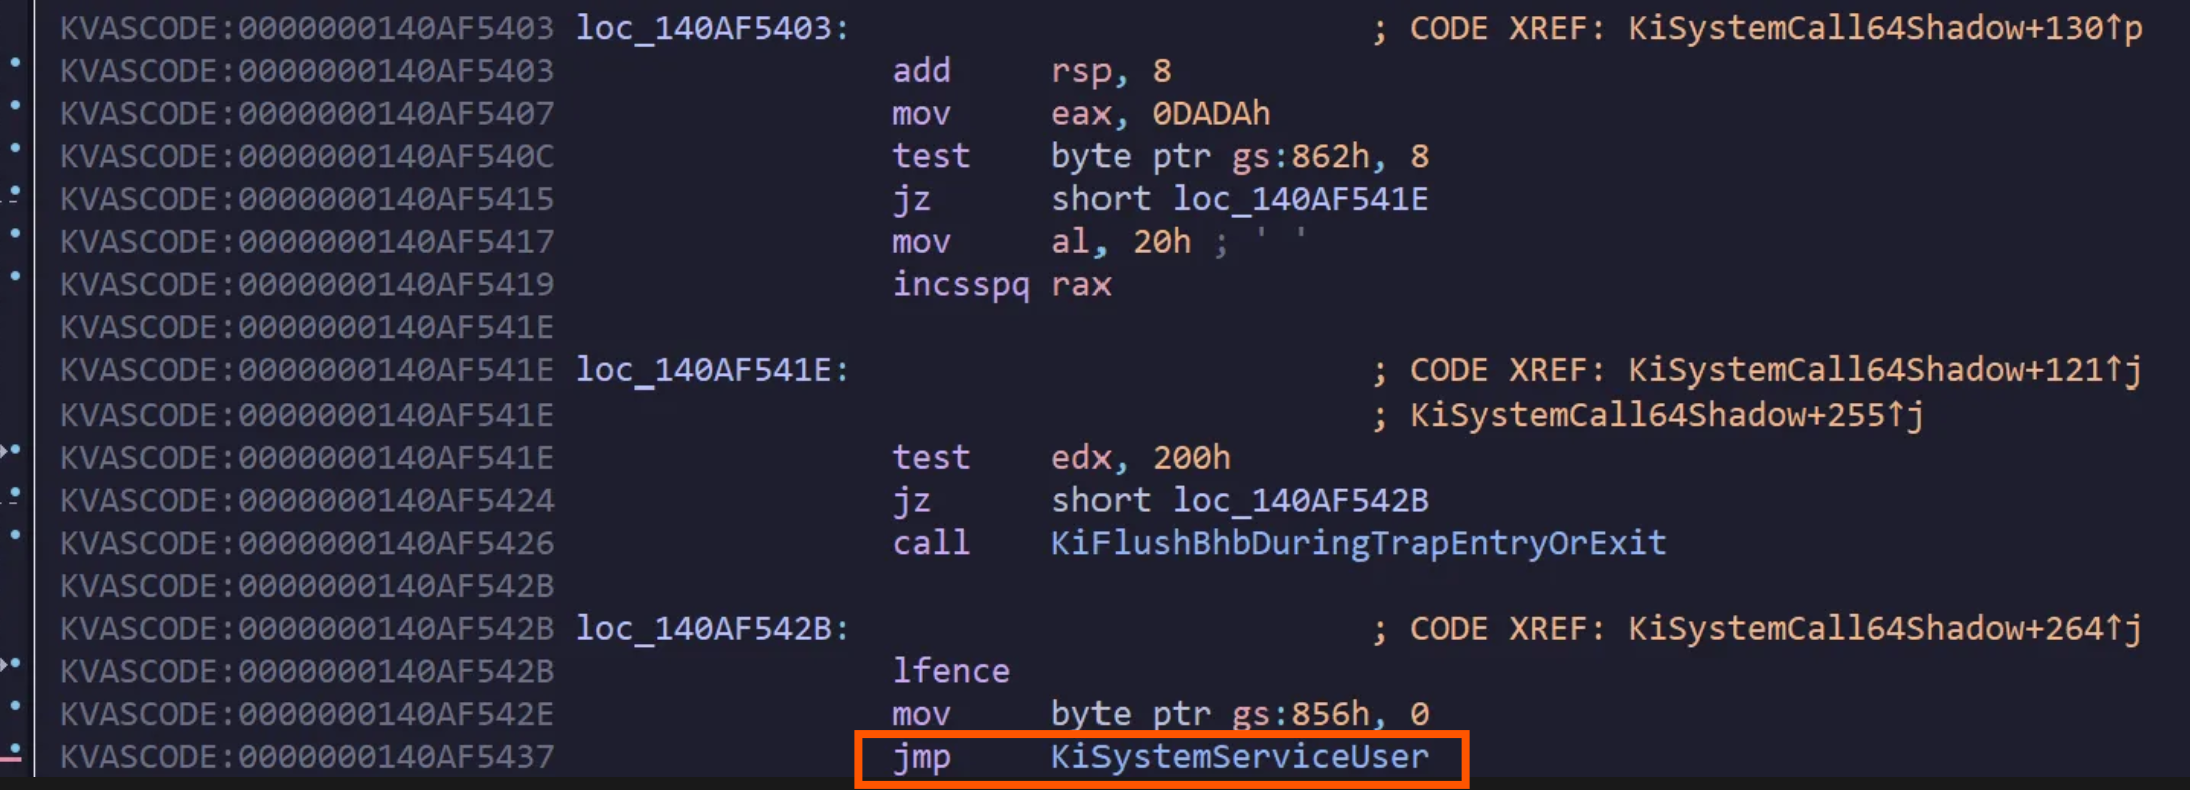 KVASCODE:0000000140AF5403 loc_140AF5403: ; CODE XREF: KiSystemCall64Shadow+130↑p
KVASCODE:0000000140AF5403 add rsp, 8
KVASCODE:0000000140AF5407 mov eax, 0DADAh
KVASCODE:0000000140AF540C test byte ptr gs:862h, 8
KVASCODE:0000000140AF5415 jz short loc_140AF541E
KVASCODE:0000000140AF5417 mov al, 20h ; ' '
KVASCODE:0000000140AF5419 incsspq rax
KVASCODE:0000000140AF541E
KVASCODE:0000000140AF541E loc_140AF541E: ; CODE XREF: KiSystemCall64Shadow+121↑j
KVASCODE:0000000140AF541E ; KiSystemCall64Shadow+255↑j
KVASCODE:0000000140AF541E test edx, 200h
KVASCODE:0000000140AF5424 jz short loc_140AF542B
KVASCODE:0000000140AF5426 call KiFlushBhbDuringTrapEntryOrExit
KVASCODE:0000000140AF542B
KVASCODE:0000000140AF542B loc_140AF542B: ; CODE XREF: KiSystemCall64Shadow+264↑j
KVASCODE:0000000140AF542B lfence
KVASCODE:0000000140AF542E mov byte ptr gs:856h, 0
KVASCODE:0000000140AF5437 jmp KiSystemServiceUser